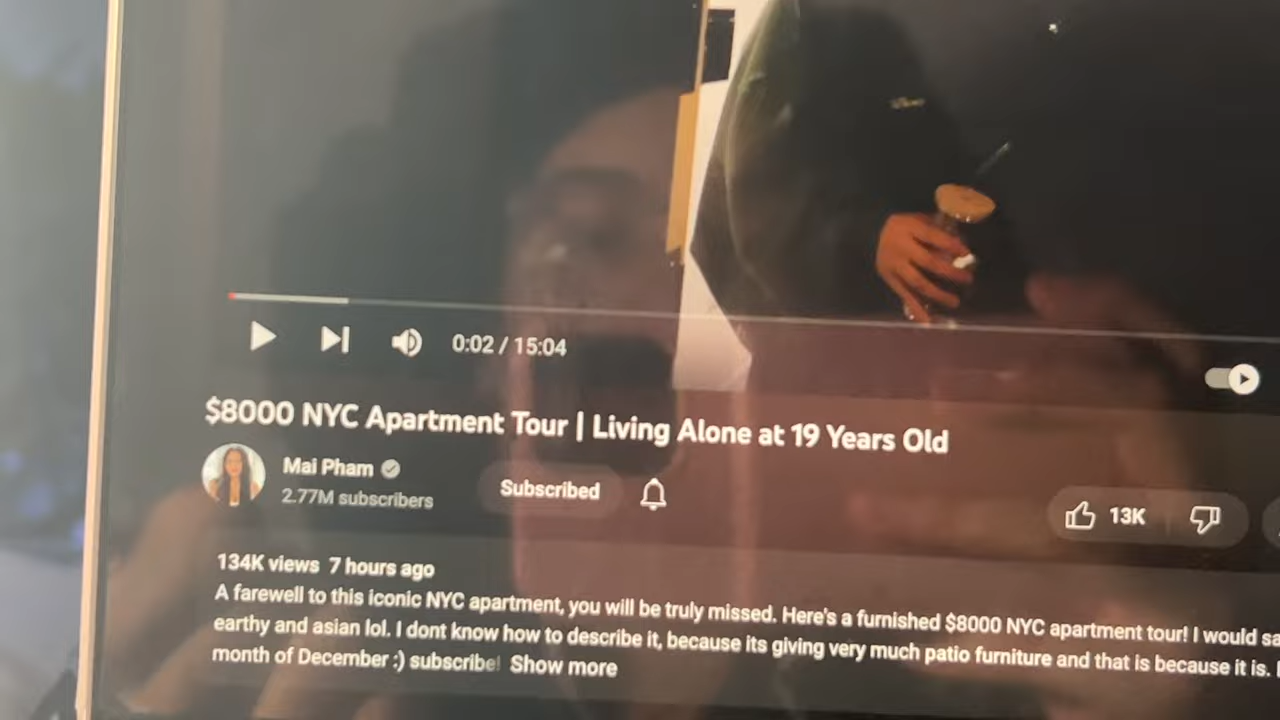 0:02 / 15:04
$8000 NYC Apartment Tour | Living Alone at 19 Years Old
Mai Pham
2.77M subscribers
Subscribed
13K
134K views 7 hours ago
A farewell to this iconic NYC apartment, you will be truly missed. Here's a furnished $8000 NYC apartment tour! I would sa
earthy and asian lol. I dont know how to describe it, because its giving very much patio furniture and that is because it is. I
month of December :) subscribe! Show more